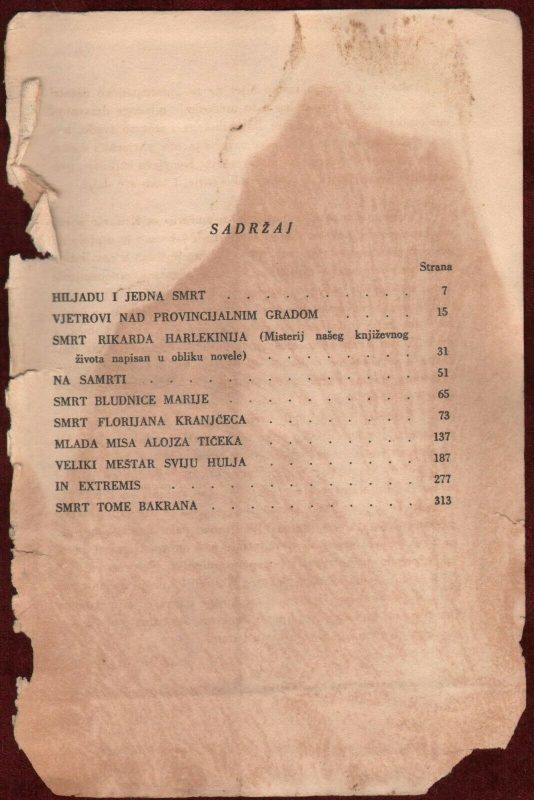 SADRŽAJ
Strana
HILJADU I JEDNA SMRT . . . . . . . . . . 7
VJETROVI NAD PROVINCIJALNIM GRADOM . . . . 15
SMRT RIKARDA HARLEKINIJA (Misterij našeg književnog
života napisan u obliku novele) . . . . . . . . 31
NA SAMRTI . . . . . . . . . . . . . 51
SMRT BLUDNICE MARIJE . . . . . . . . . 65
SMRT FLORIJANA KRANJČECA . . . . . . . . 73
MLADA MISA ALOJZA TIČEKA . . . . . . . . 137
VELIKI MEŠTAR SVIJU HULJA . . . . . . . . 187
IN EXTREMIS . . . . . . . . . . . . 277
SMRT TOME BAKRANA . . . . . . . . . . 313